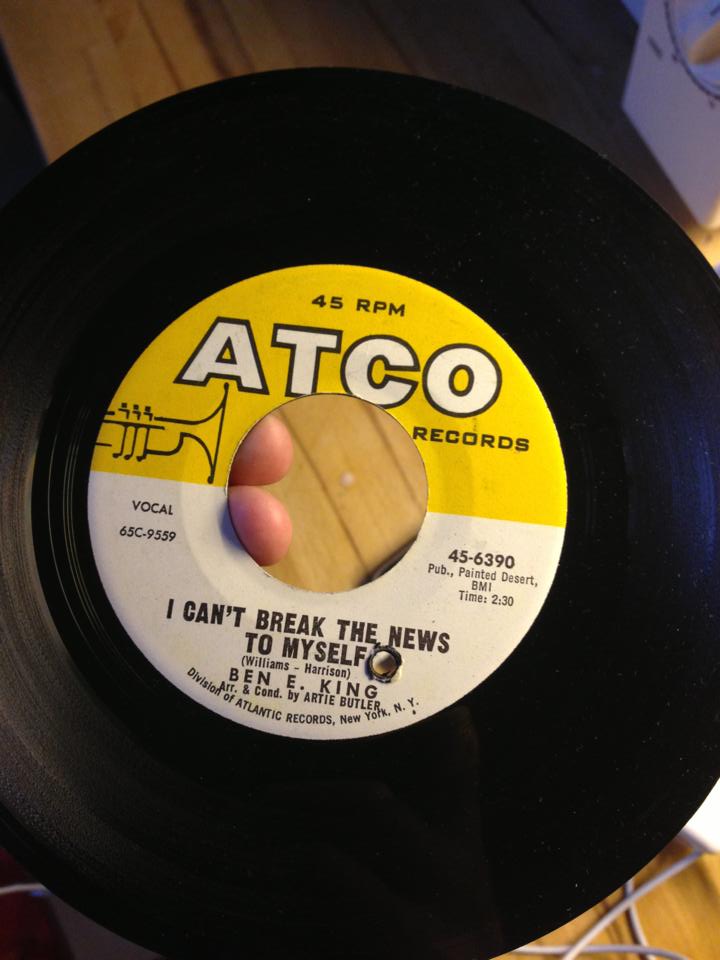 45 RPM
ATCO
RECORDS
VOCAL
65C-9559
45-6390
Pub., Painted Desert,
BMI
Time: 2:30
I CAN'T BREAK THE NEWS
TO MYSELF
(Williams - Harrison)
BEN E. KING
Arr. & Cond. by ARTIE BUTLER
Division of ATLANTIC RECORDS, New York, N. Y.